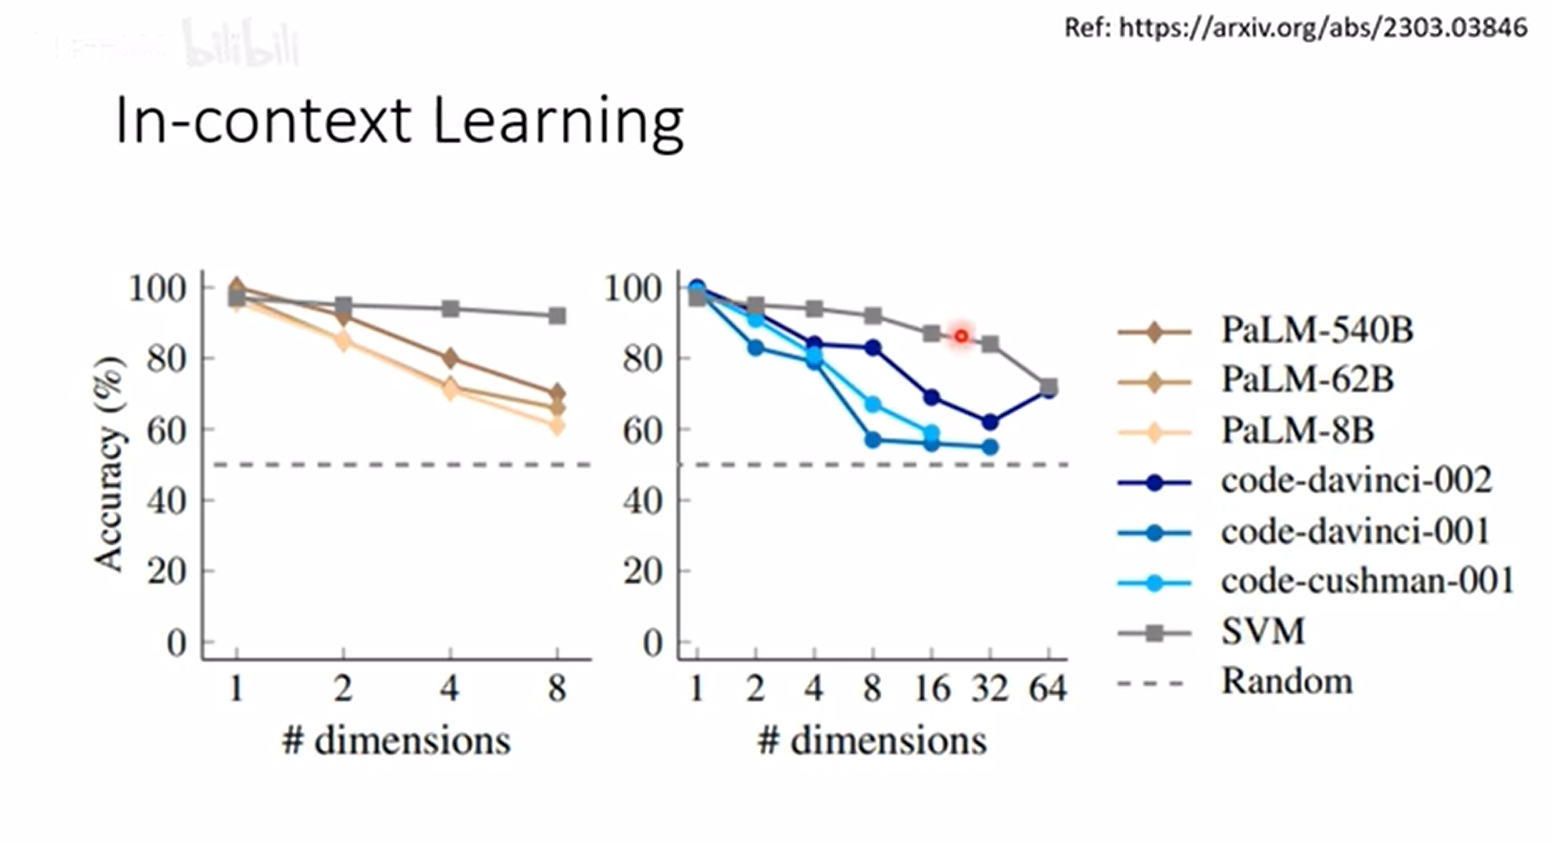 bilibili
Ref: https://arxiv.org/abs/2303.03846
In-context Learning
Accuracy (%)
100
80
60
40
20
0
1 2 4 8
# dimensions
100
80
60
40
20
0
1 2 4 8 16 32 64
# dimensions
PaLM-540B
PaLM-62B
PaLM-8B
code-davinci-002
code-davinci-001
code-cushman-001
SVM
Random